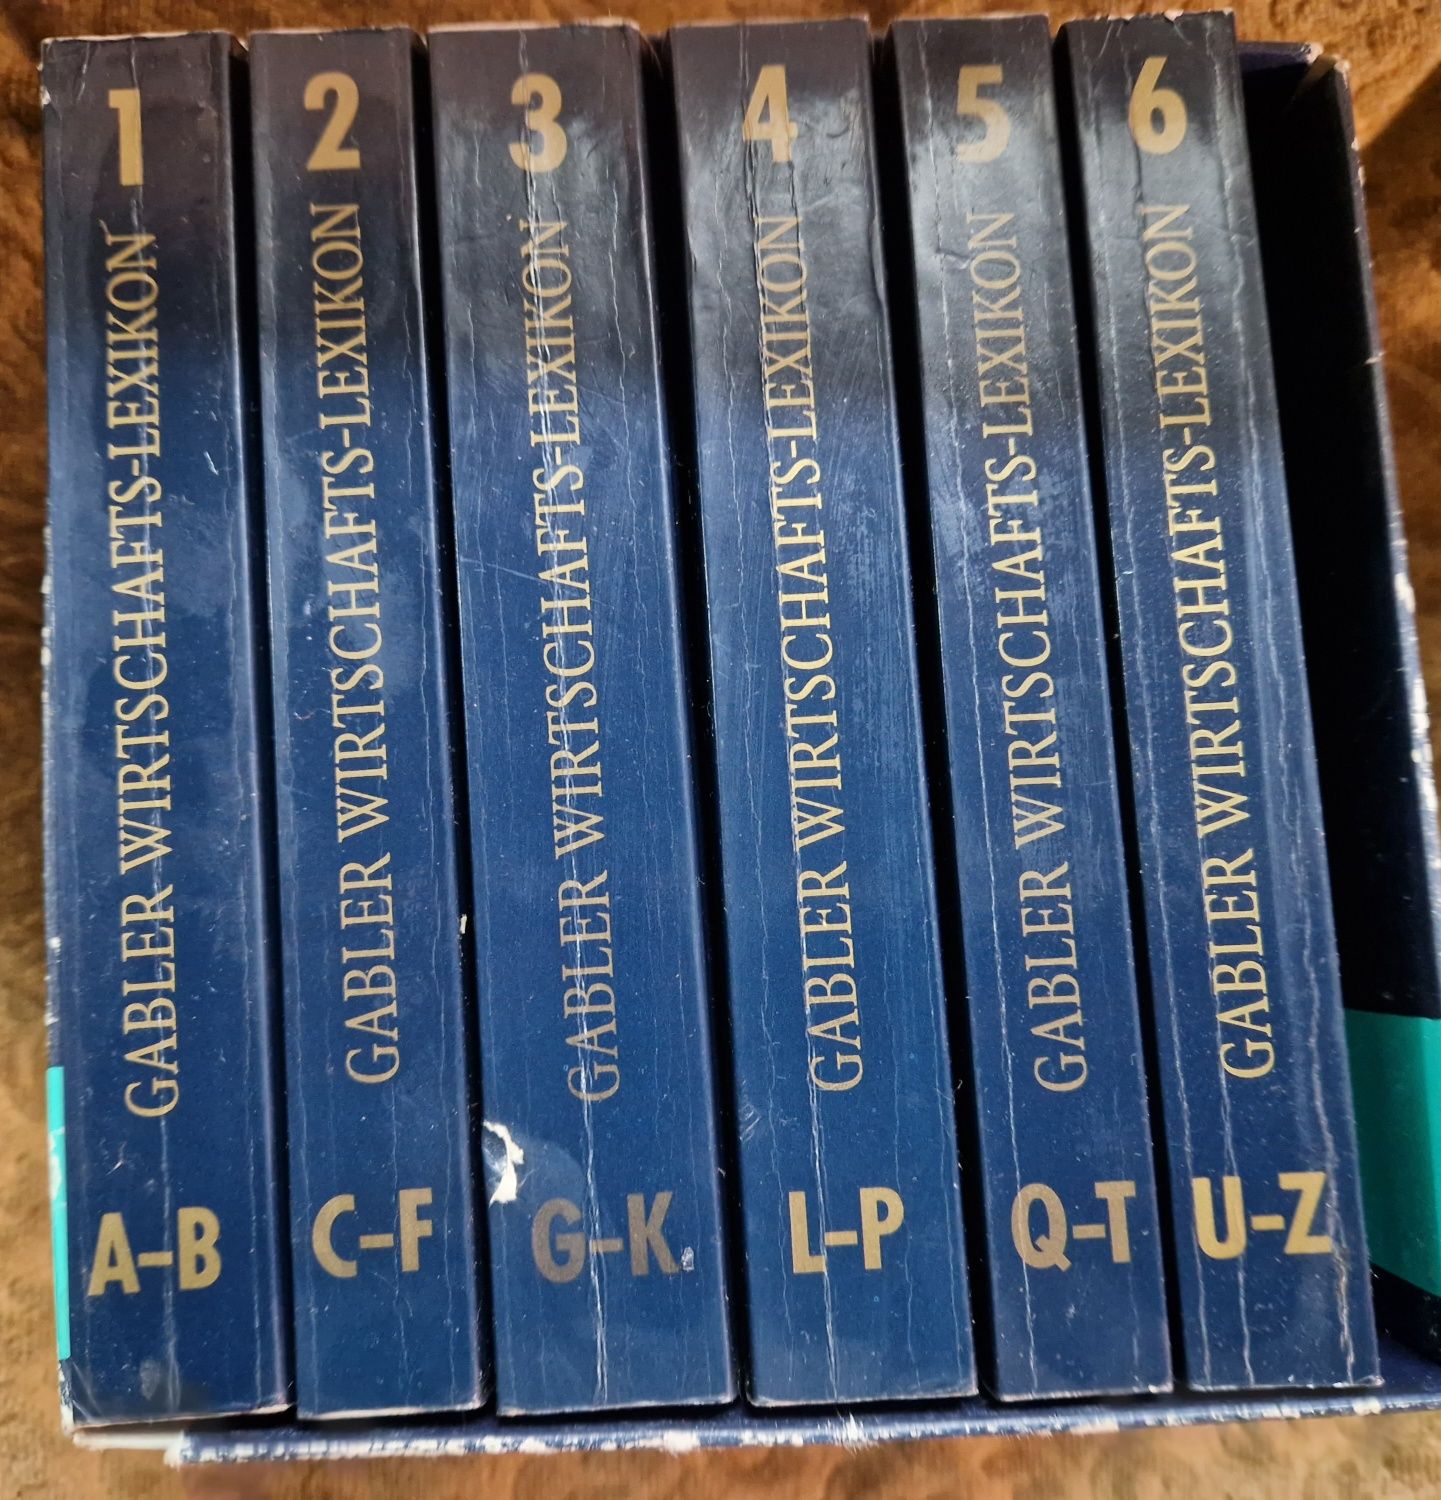 1
GABLER WIRTSCHAFTS-LEXIKON
A–B
2
GABLER WIRTSCHAFTS-LEXIKON
C–F
3
GABLER WIRTSCHAFTS-LEXIKON
G–K
4
GABLER WIRTSCHAFTS-LEXIKON
L–P
5
GABLER WIRTSCHAFTS-LEXIKON
Q–T
6
GABLER WIRTSCHAFTS-LEXIKON
U–Z